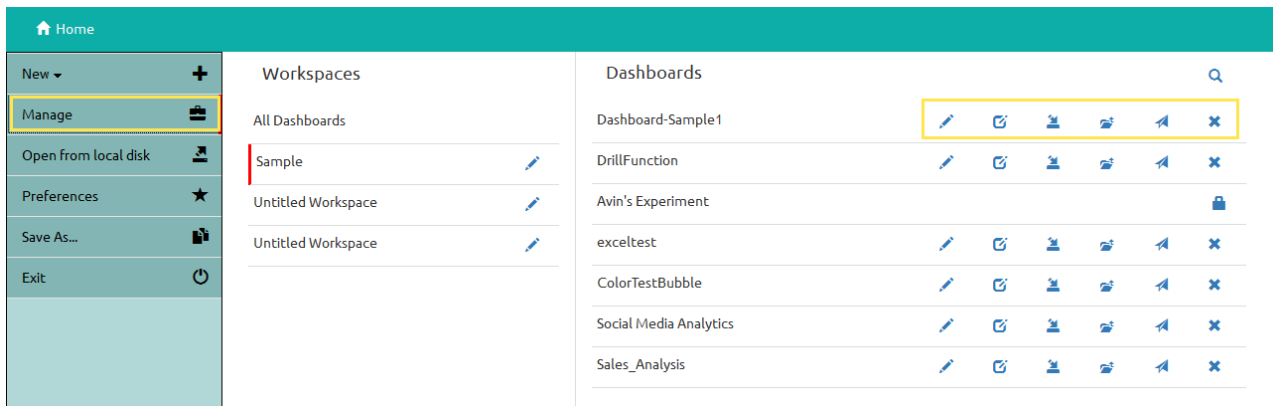 Home
New
Manage
Open from local disk
Preferences
Save As...
Exit
Workspaces
All Dashboards
Sample
Untitled Workspace
Untitled Workspace
Dashboards
Dashboard-Sample1
DrillFunction
Avin's Experiment
exceltest
ColorTestBubble
Social Media Analytics
Sales_Analysis